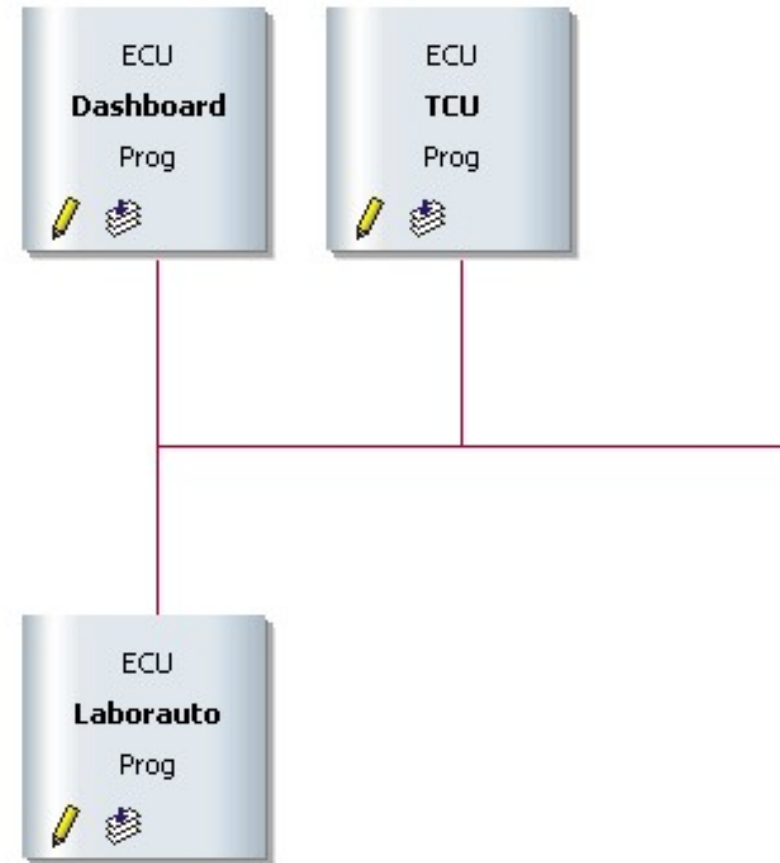 ECU
Dashboard
Prog
ECU
TCU
Prog
ECU
Laborauto
Prog